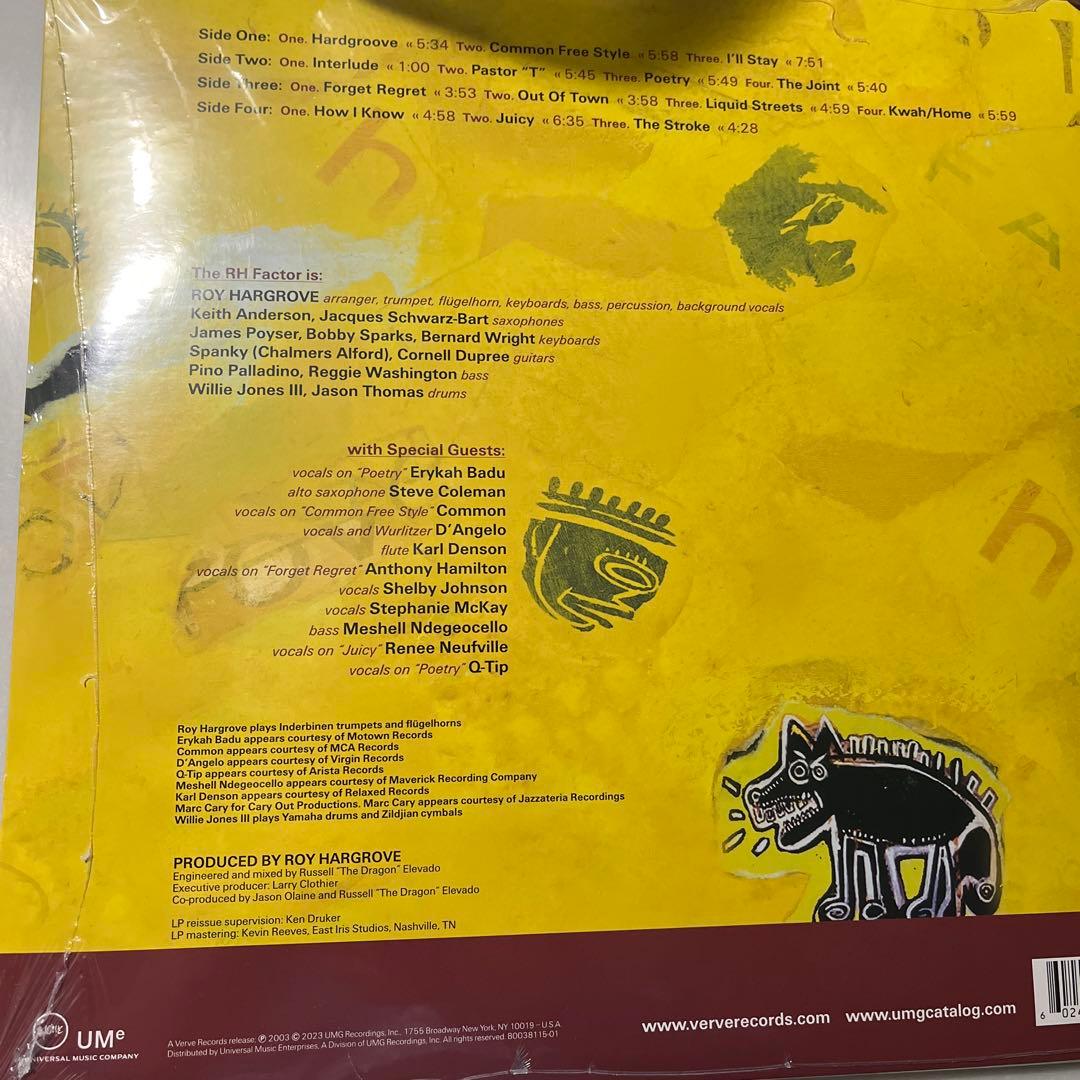 Side One: One. Hardgroove « 5:34 Two. Common Free Style « 5:58 Three. I'll Stay « 7:51
Side Two: One. Interlude « 1:00 Two. Pastor "T" « 5:45 Three. Poetry « 5:49 Four. The Joint « 5:40
Side Three: One. Forget Regret « 3:53 Two. Out Of Town « 3:58 Three. Liquid Streets « 4:59 Four. Kwah/Home « 5:59
Side Four: One. How I Know « 4:58 Two. Juicy « 6:35 Three. The Stroke « 4:28
h
The RH Factor is:
ROY HARGROVE arranger, trumpet, flügelhorn, keyboards, bass, percussion, background vocals
Keith Anderson, Jacques Schwarz-Bart saxophones
James Poyser, Bobby Sparks, Bernard Wright keyboards
Spanky (Chalmers Alford), Cornell Dupree guitars
Pino Palladino, Reggie Washington bass
Willie Jones III, Jason Thomas drums
with Special Guests:
vocals on "Poetry" Erykah Badu
alto saxophone Steve Coleman
vocals on "Common Free Style" Common
vocals and Wurlitzer D'Angelo
flute Karl Denson
vocals on "Forget Regret" Anthony Hamilton
vocals Shelby Johnson
vocals Stephanie McKay
bass Meshell Ndegeocello
vocals on "Juicy" Renee Neufville
vocals on "Poetry" Q-Tip
h
Roy Hargrove plays Inderbinen trumpets and flügelhorns
Erykah Badu appears courtesy of Motown Records
Common appears courtesy of MCA Records
D'Angelo appears courtesy of Virgin Records
Q-Tip appears courtesy of Arista Records
Meshell Ndegeocello appears courtesy of Maverick Recording Company
Karl Denson appears courtesy of Relaxed Records
Marc Cary for Cary Out Productions. Marc Cary appears courtesy of Jazzateria Recordings
Willie Jones III plays Yamaha drums and Zildjian cymbals
PRODUCED BY ROY HARGROVE
Engineered and mixed by Russell "The Dragon" Elevado
Executive producer: Larry Clothier
Co-produced by Jason Olaine and Russell "The Dragon" Elevado
LP reissue supervision: Ken Druker
LP mastering: Kevin Reeves, East Iris Studios, Nashville, TN
UMe
UNIVERSAL MUSIC COMPANY
A Verve Records release; ℗ 2003 © 2023 UMG Recordings, Inc., 1755 Broadway New York, NY 10019 – U.S.A.
Distributed by Universal Music Enterprises, A Division of UMG Recordings, Inc. All rights reserved. B0038115-01
www.ververecords.com www.umgcatalog.com